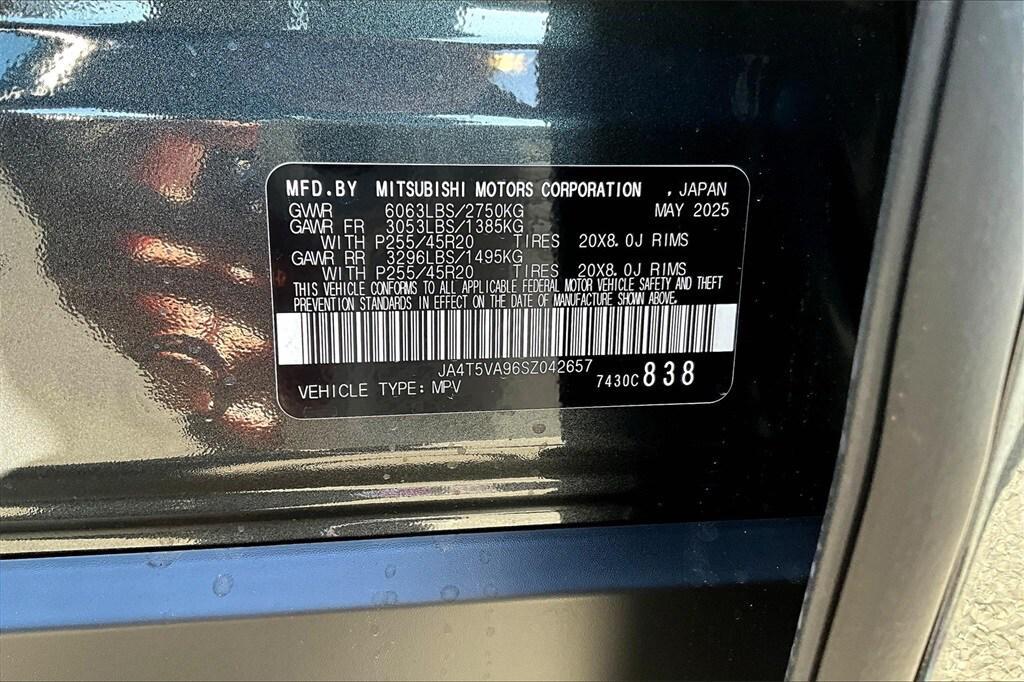 MFD.BY MITSUBISHI MOTORS CORPORATION , JAPAN
GVWR 6063LBS/2750KG MAY 2025
GAWR FR 3053LBS/1385KG
WITH P255/45R20 TIRES 20X8.0J RIMS
GAWR RR 3296LBS/1495KG
WITH P255/45R20 TIRES 20X8.0J RIMS
THIS VEHICLE CONFORMS TO ALL APPLICABLE FEDERAL MOTOR VEHICLE SAFETY AND THEFT
PREVENTION STANDARDS IN EFFECT ON THE DATE OF MANUFACTURE SHOWN ABOVE.
JA4T5VA96SZ042657
VEHICLE TYPE: MPV 7430C 838